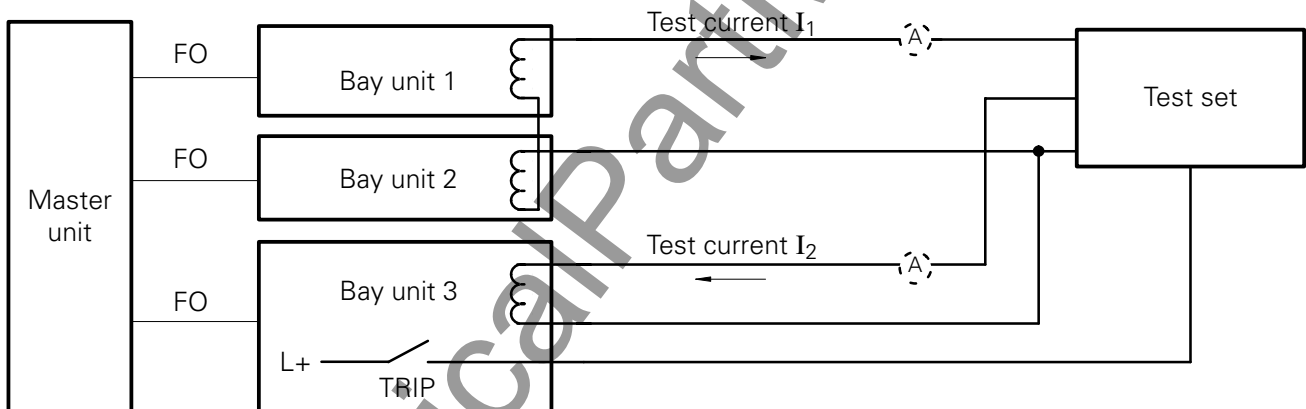 Test current I1
A
FO
Bay unit 1
Test set
FO
Bay unit 2
Master
unit
Test current I2
A
FO
Bay unit 3
L+
TRIP